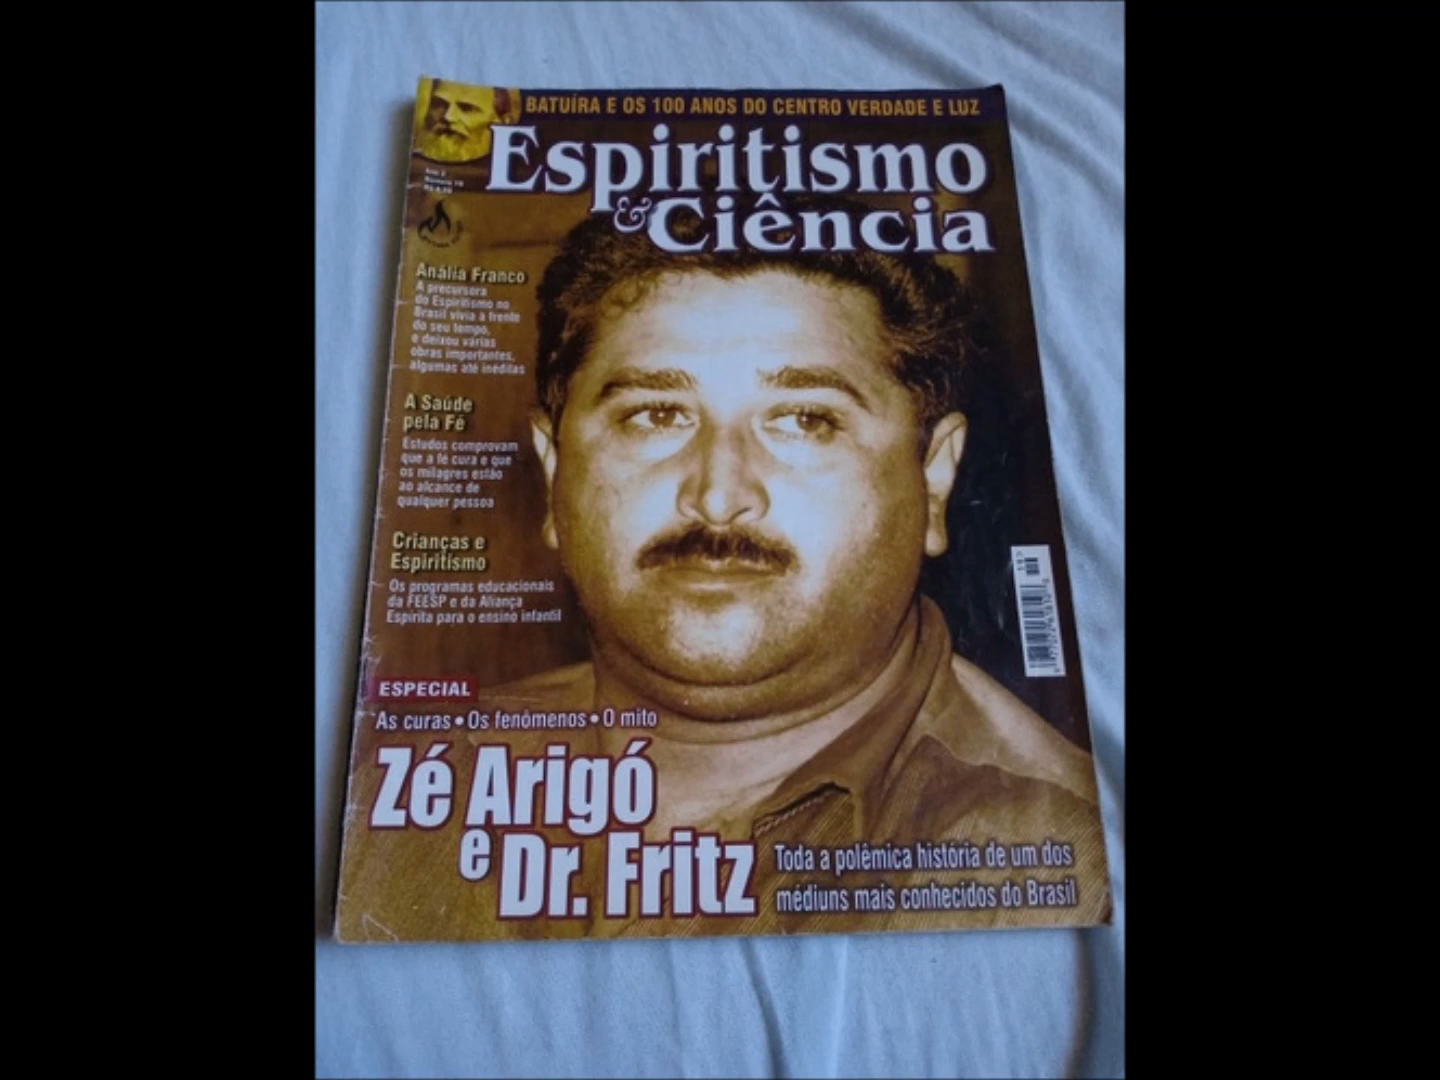 BATUÍRA E OS 100 ANOS DO CENTRO VERDADE E LUZ
Espiritismo
&Ciência
Anália Franco
A precursora
do Espiritismo no
Brasil vivia à frente
do seu tempo,
e deixou várias
obras importantes,
algumas até inéditas
A Saúde
pela Fé
Estudos comprovam
que a fé cura e que
os milagres estão
ao alcance de
qualquer pessoa
Crianças e
Espiritismo
Os programas educacionais
da FEESP e da Aliança
Espírita para o ensino infantil
ESPECIAL
As curas • Os fenômenos • O mito
Zé Arigó
e Dr. Fritz
Toda a polêmica história de um dos
médiuns mais conhecidos do Brasil